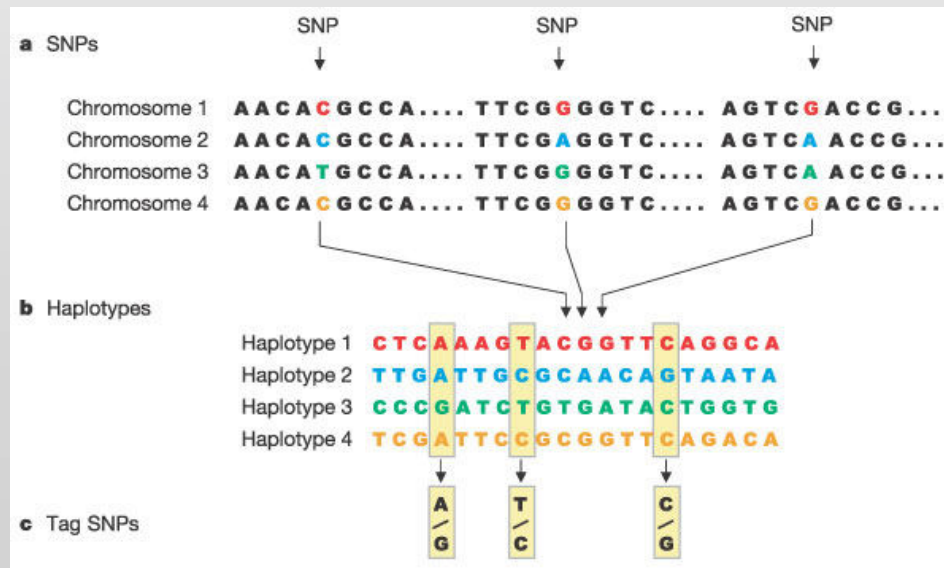 SNP SNP SNP
a SNPs
Chromosome 1 AACACGCCA.... TTCGGGGTC.... AGTCGACCG...
Chromosome 2 AACACGCCA.... TTCGAGGTC.... AGTCAACCG...
Chromosome 3 AACATGCCA.... TTCGGGGTC.... AGTCAACCG...
Chromosome 4 AACACGCCA.... TTCGGGGTC.... AGTCGACCG...
b Haplotypes
Haplotype 1 CTCAAAGTACGGTTCAGGCA
Haplotype 2 TTGATTGCGCAACAGTAATA
Haplotype 3 CCCGATCTGTGATACTGGTG
Haplotype 4 TCGATTCCGCGGTTCAGACA
c Tag SNPs A/G T/C C/G